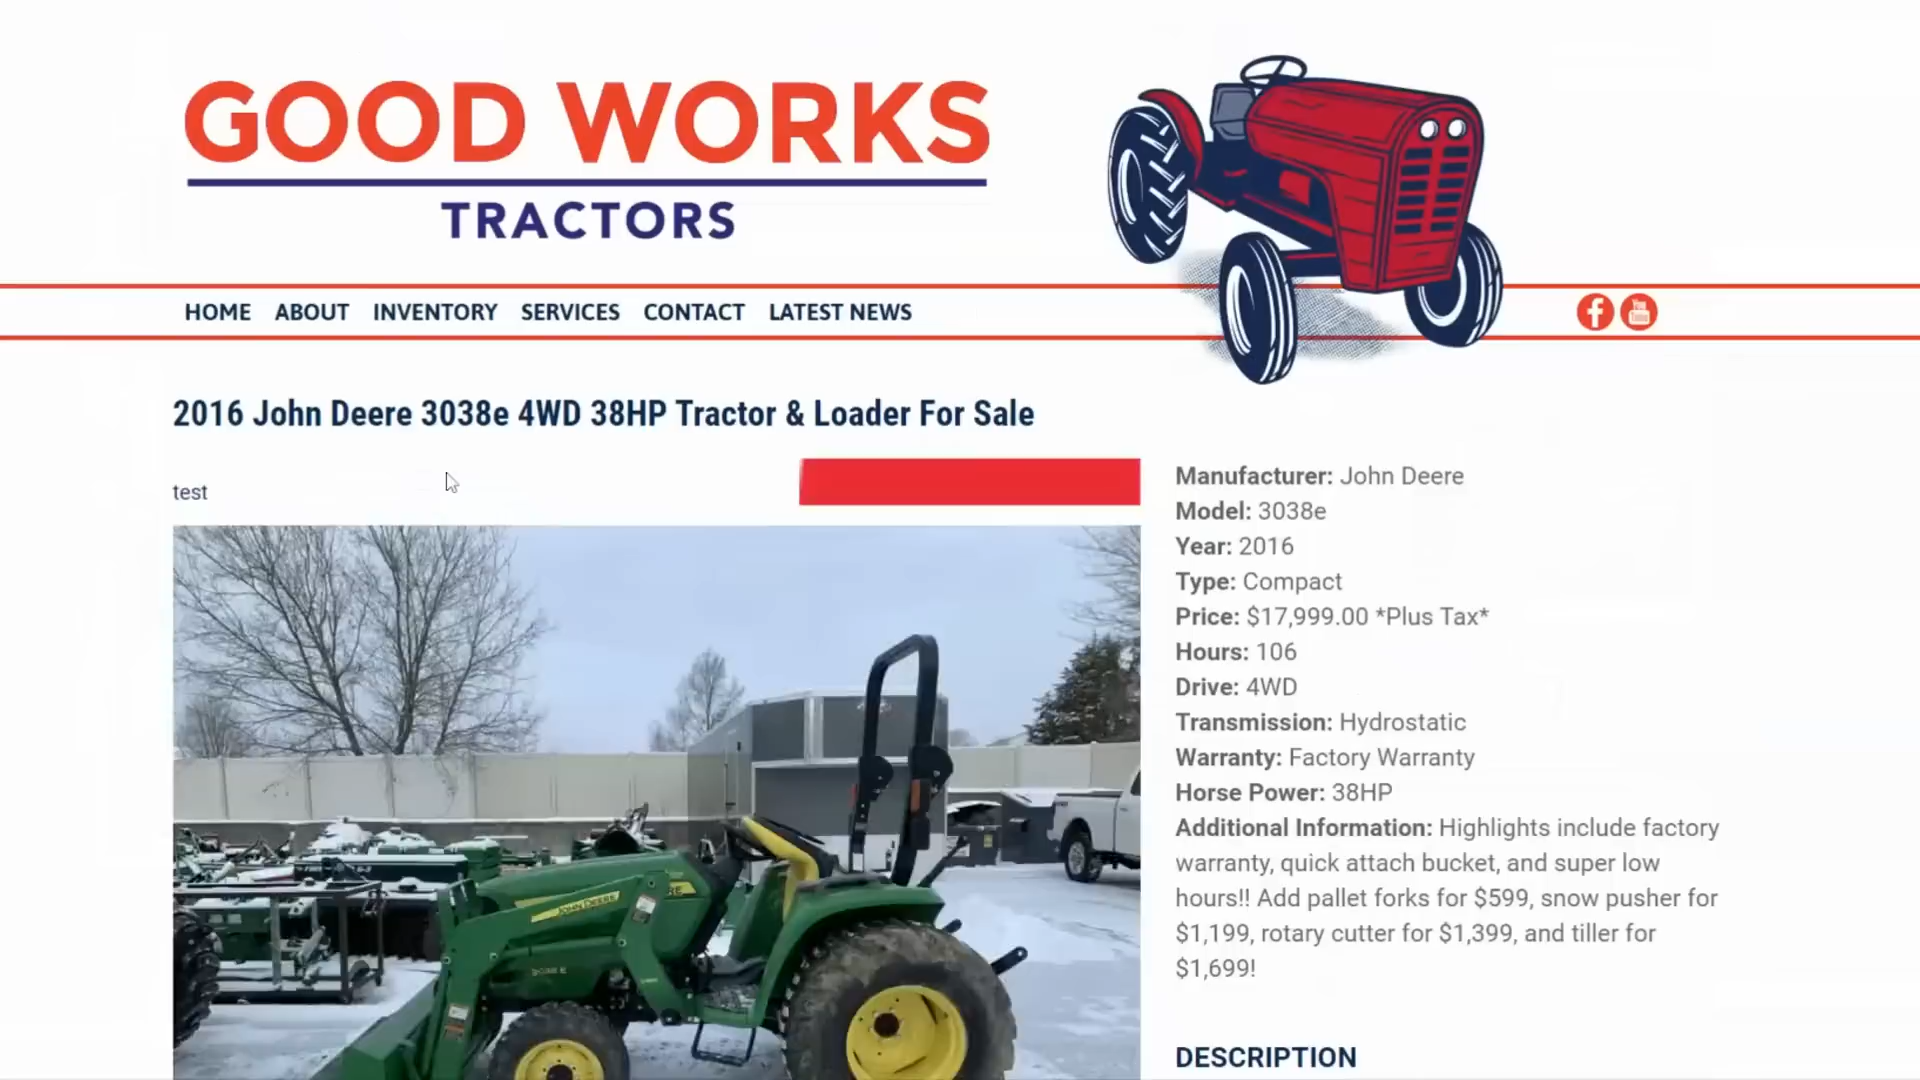 GOOD WORKS
TRACTORS
HOME ABOUT INVENTORY SERVICES CONTACT LATEST NEWS
2016 John Deere 3038e 4WD 38HP Tractor & Loader For Sale
test
Manufacturer: John Deere
Model: 3038e
Year: 2016
Type: Compact
Price: $17,999.00 *Plus Tax*
Hours: 106
Drive: 4WD
Transmission: Hydrostatic
Warranty: Factory Warranty
Horse Power: 38HP
Additional Information: Highlights include factory
warranty, quick attach bucket, and super low
hours!! Add pallet forks for $599, snow pusher for
$1,199, rotary cutter for $1,399, and tiller for
$1,699!
JOHN DEERE
DESCRIPTION